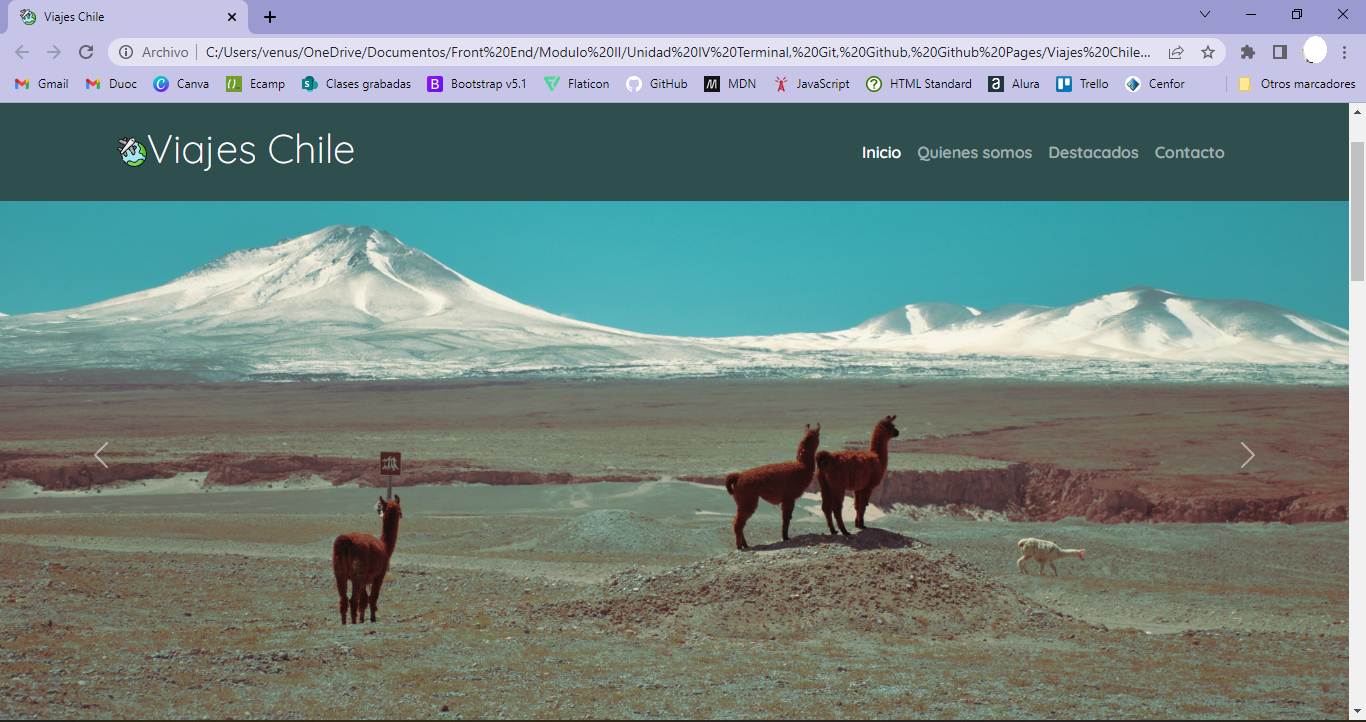 Viajes Chile
Archivo | C:/Users/venus/OneDrive/Documentos/Front%20End/Modulo%20II/Unidad%20IV%20Terminal,%20Git,%20Github,%20Github%20Pages/Viajes%20Chile...
Gmail Duoc Canva Ecamp Clases grabadas Bootstrap v5.1 Flaticon GitHub MDN JavaScript HTML Standard Alura Trello Cenfor Otros marcadores
Viajes Chile Inicio Quienes somos Destacados Contacto